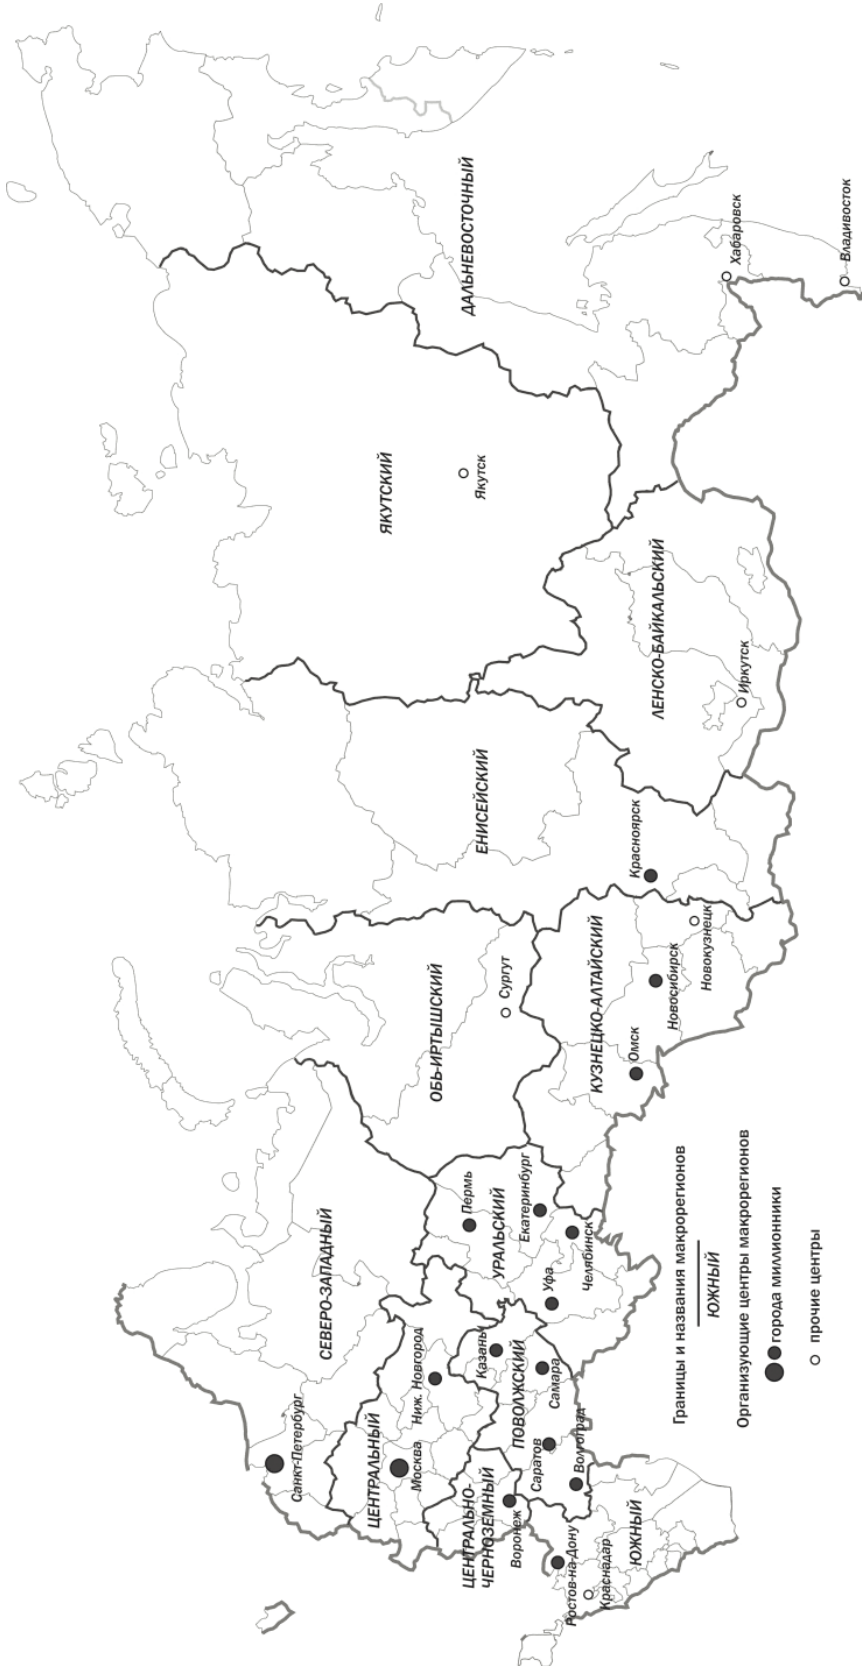 СЕВЕРО-ЗАПАДНЫЙ
Санкт-Петербург
ЦЕНТРАЛЬНЫЙ
Москва
Ниж. Новгород
ЦЕНТРАЛЬНО-
ЧЕРНОЗЕМНЫЙ
Воронеж
ПОВОЛЖСКИЙ
Казань
Самара
Саратов
Волгоград
ЮЖНЫЙ
Ростов-на-Дону
Краснадар
УРАЛЬСКИЙ
Пермь
Екатеринбург
Уфа
Челябинск
ОБЬ-ИРТЫШСКИЙ
Сургут
КУЗНЕЦКО-АЛТАЙСКИЙ
Омск
Новосибирск
Новокузнецк
ЕНИСЕЙСКИЙ
Красноярск
ЯКУТСКИЙ
Якутск
ЛЕНСКО-БАЙКАЛЬСКИЙ
Иркутск
ДАЛЬНЕВОСТОЧНЫЙ
Хабаровск
Владивосток
Границы и названия макрорегионов
ЮЖНЫЙ
Организующие центры макрорегионов
города миллионники
прочие центры